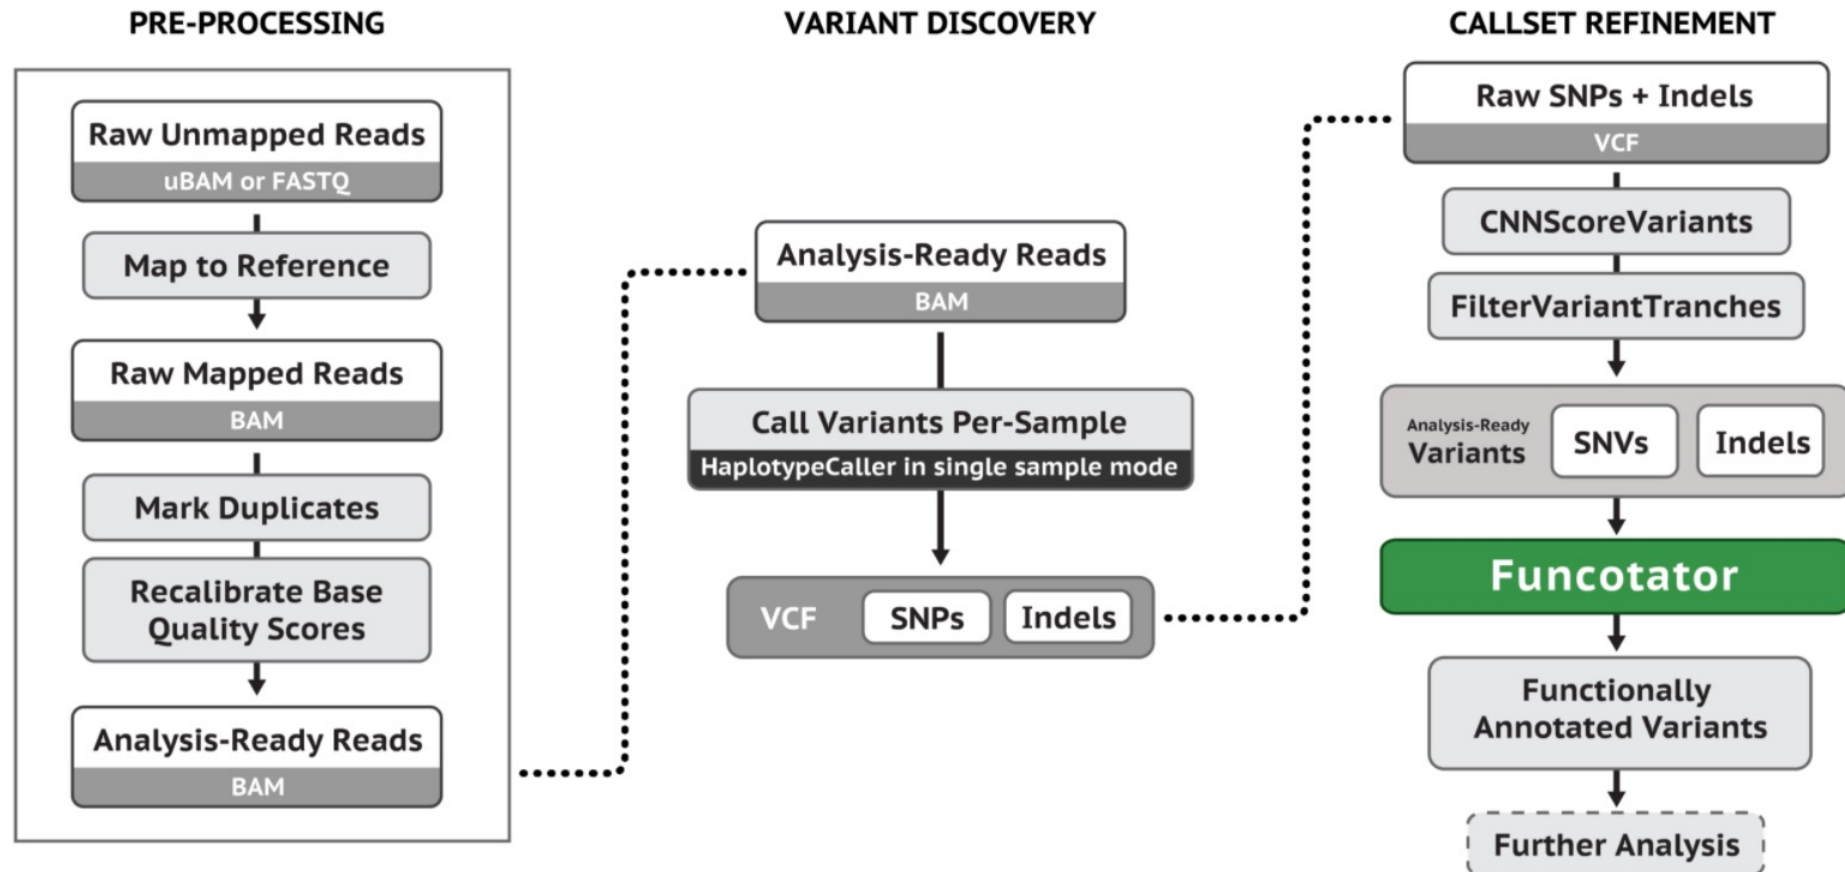 PRE-PROCESSING
Raw Unmapped Reads
uBAM or FASTQ
Map to Reference
Raw Mapped Reads
BAM
Mark Duplicates
Recalibrate Base
Quality Scores
Analysis-Ready Reads
BAM
VARIANT DISCOVERY
Analysis-Ready Reads
BAM
Call Variants Per-Sample
HaplotypeCaller in single sample mode
VCF SNPs Indels
CALLSET REFINEMENT
Raw SNPs + Indels
VCF
CNNScoreVariants
FilterVariantTranches
Analysis-Ready
Variants SNVs Indels
Funcotator
Functionally
Annotated Variants
Further Analysis